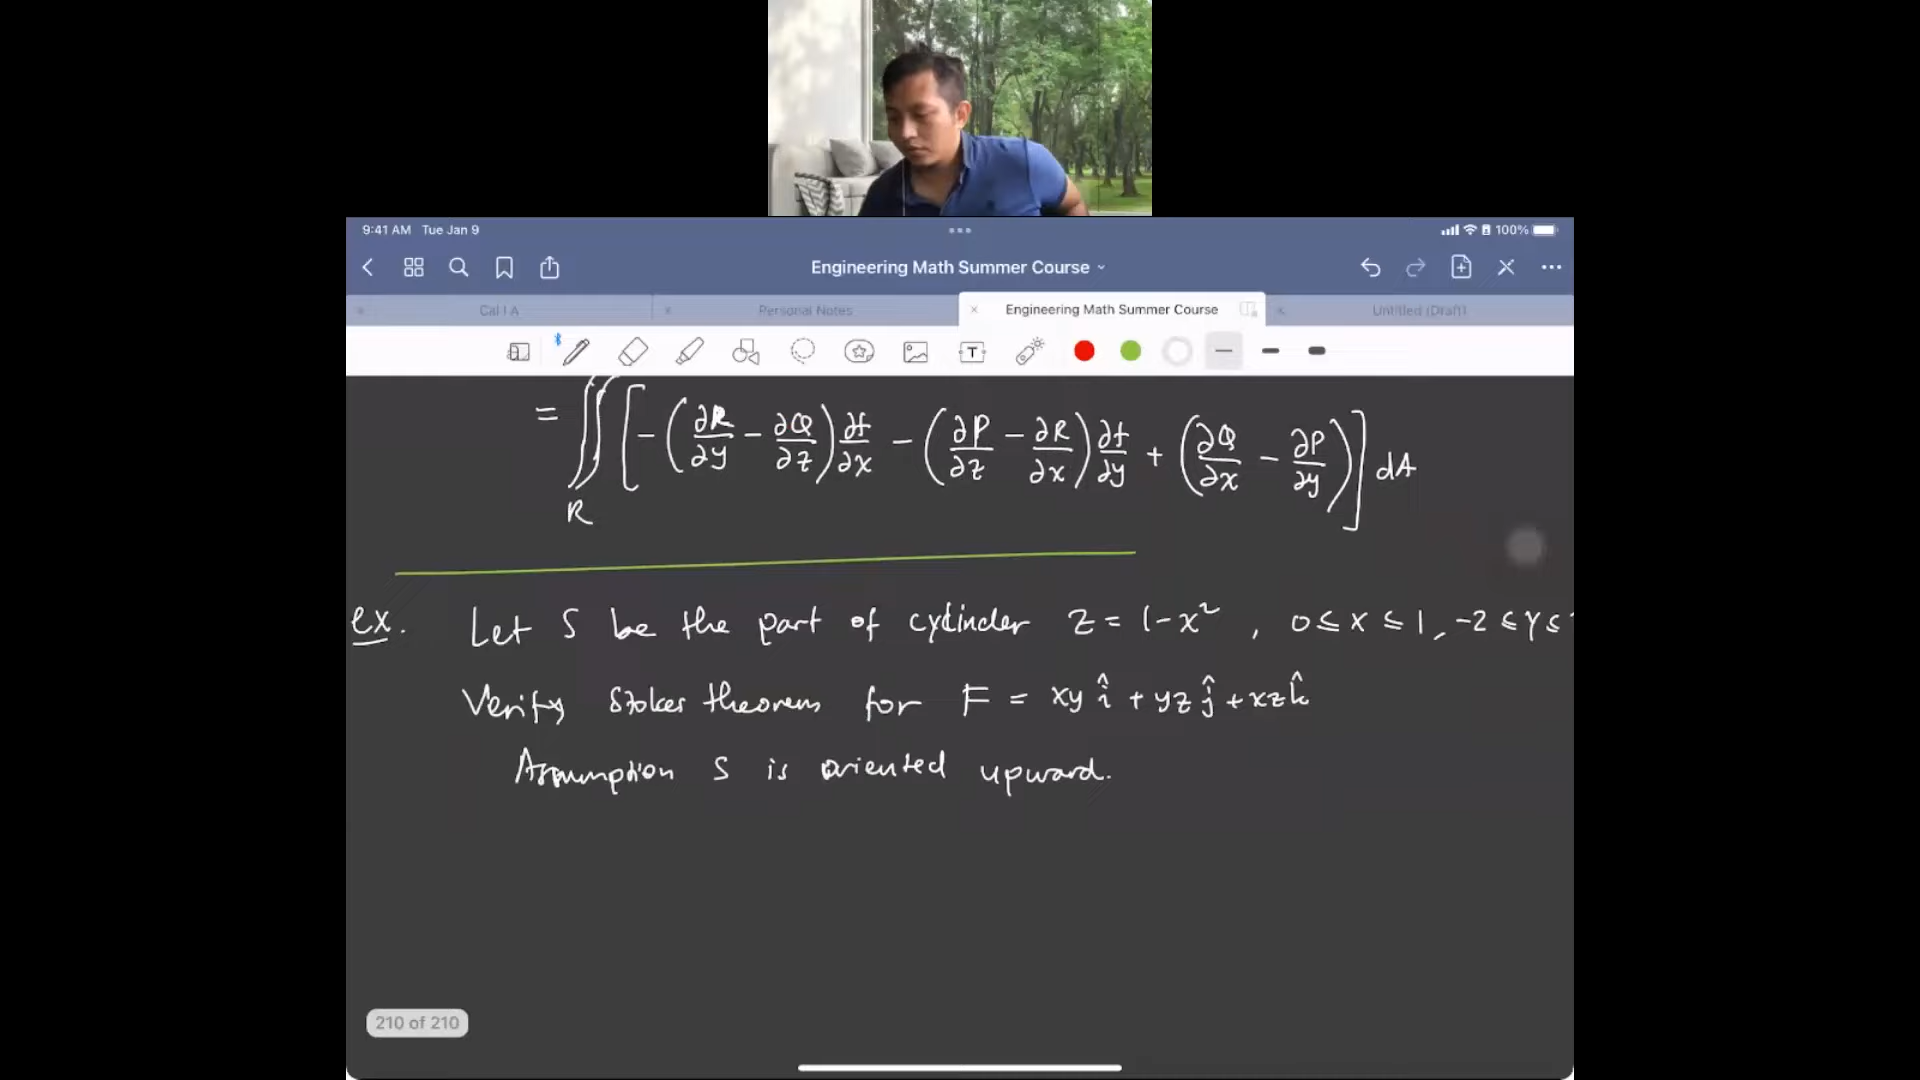 9:41 AM Tue Jan 9
100%
Engineering Math Summer Course
Cal I A
Personal Notes
Engineering Math Summer Course
Untitled (Draft)
T
= ∬_R [ -(∂R/∂y - ∂Q/∂z) ∂f/∂x - (∂P/∂z - ∂R/∂x) ∂f/∂y + (∂Q/∂x - ∂P/∂y) ] dA
ex. Let S be the part of cylinder z = 1-x², 0 ≤ x ≤ 1, -2 ≤ y ≤
Verify Stokes theorem for F = xy î + yz ĵ + xz k̂
Assumption S is oriented upward.
210 of 210